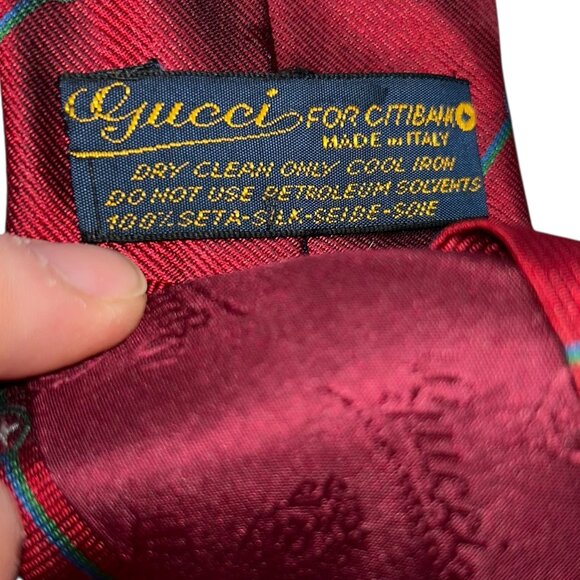 Gucci FOR CITIBANK
MADE IN ITALY
DRY CLEAN ONLY COOL IRON
DO NOT USE PETROLEUM SOLVENTS
100% SETA-SILK-SEIDE-SOIE
Gucci